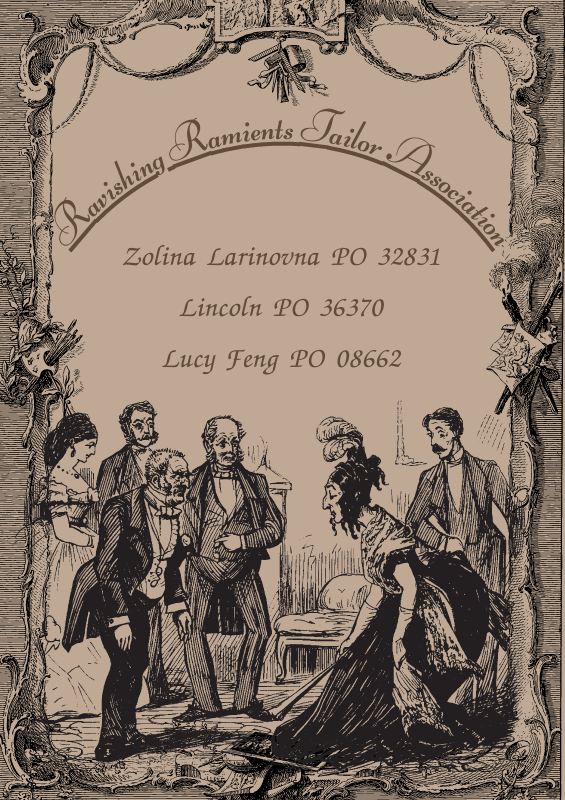 Ravishing Ramients Tailor Association
Zolina Larinovna PO 32831
Lincoln PO 36370
Lucy Feng PO 08662